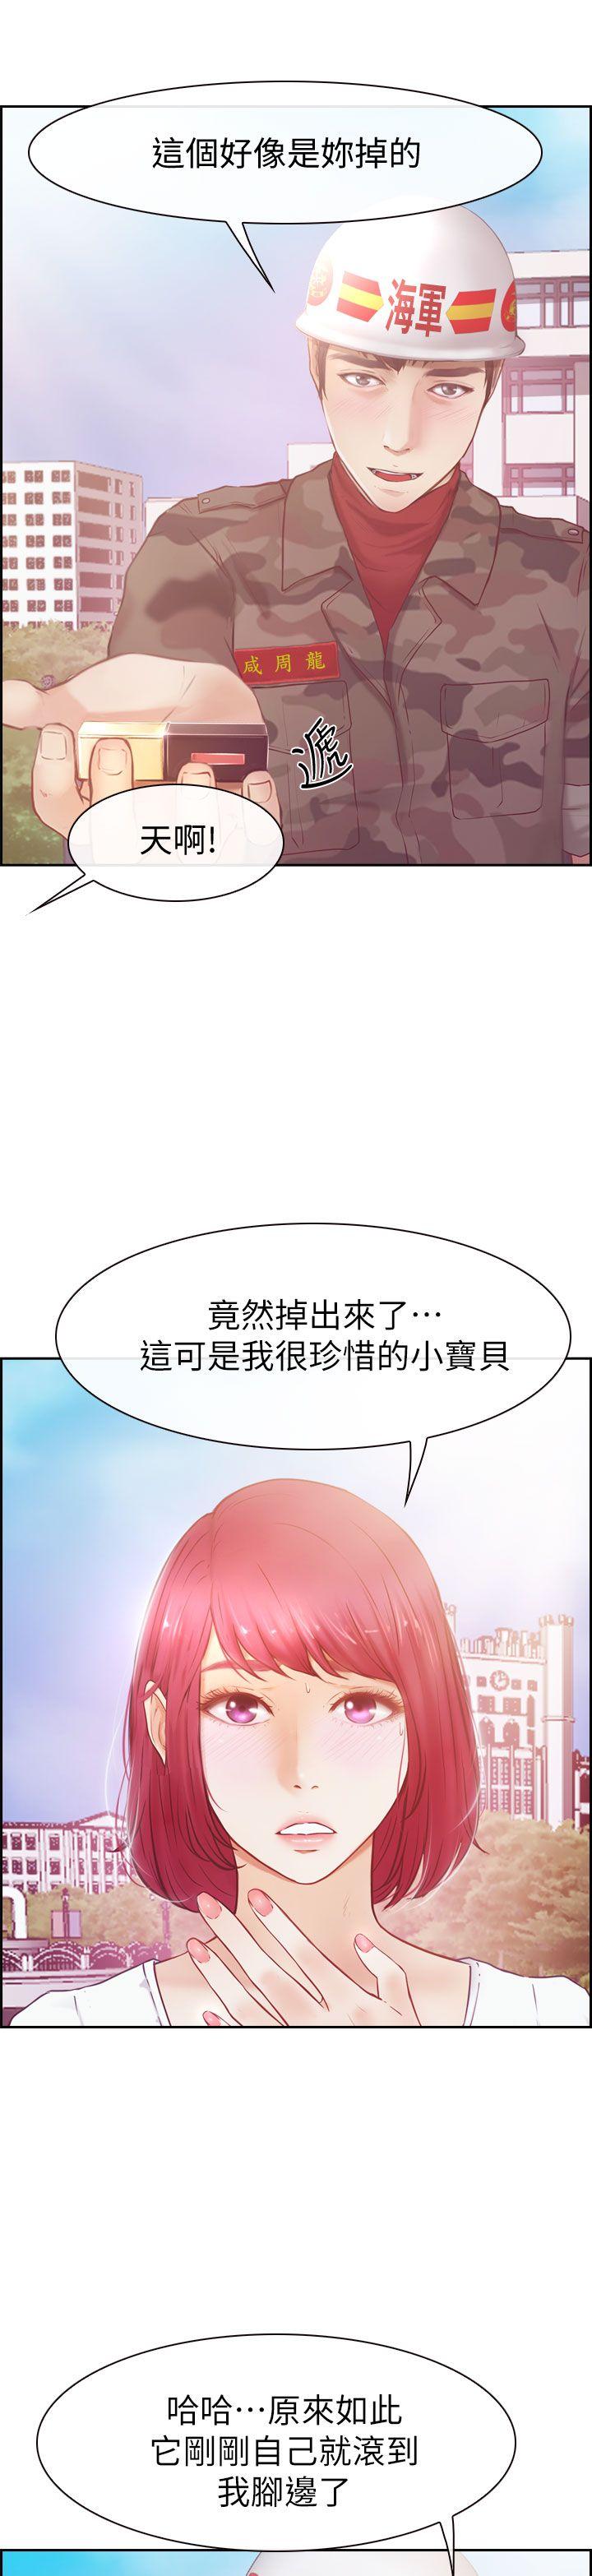 這個好像是妳掉的
海軍
咸周龍
遞
天啊!
竟然掉出來了⋯
這可是我很珍惜的小寶貝
哈哈⋯原來如此
它剛剛自己就滾到
我腳邊了